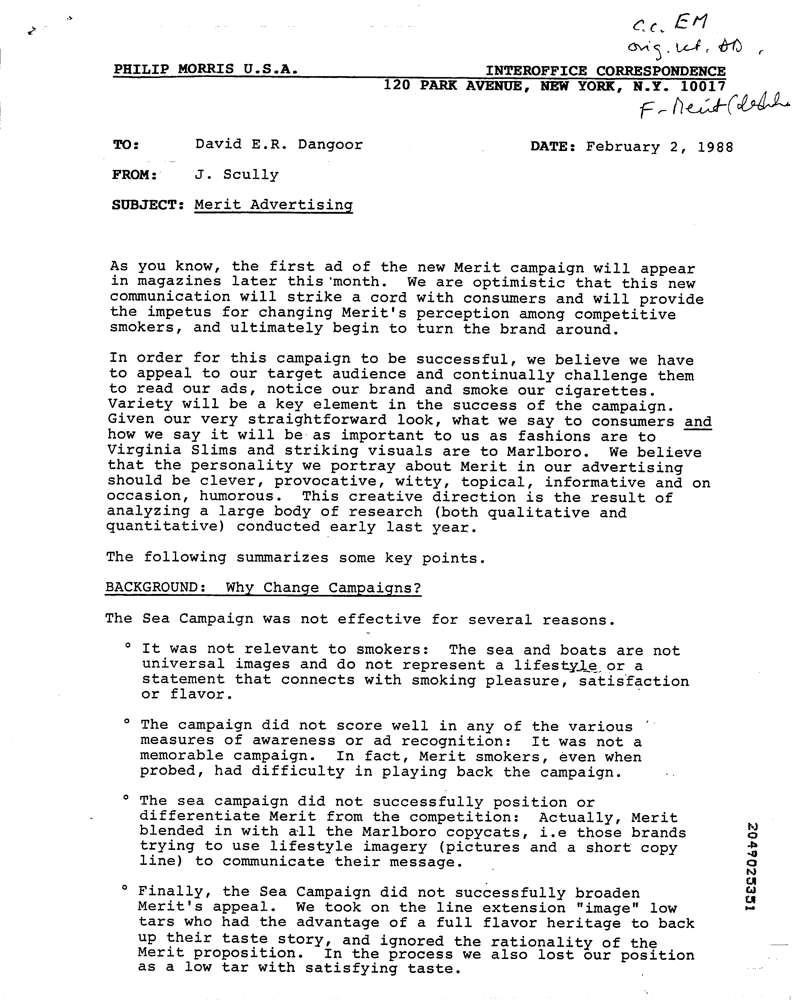 c.c. EM
orig. ref. DD,
PHILIP MORRIS U.S.A.
INTEROFFICE CORRESPONDENCE
120 PARK AVENUE, NEW YORK, N.Y. 10017
F - Merit
TO: David E.R. Dangoor DATE: February 2, 1988
FROM: J. Scully
SUBJECT: Merit Advertising
As you know, the first ad of the new Merit campaign will appear
in magazines later this month. We are optimistic that this new
communication will strike a cord with consumers and will provide
the impetus for changing Merit's perception among competitive
smokers, and ultimately begin to turn the brand around.
In order for this campaign to be successful, we believe we have
to appeal to our target audience and continually challenge them
to read our ads, notice our brand and smoke our cigarettes.
Variety will be a key element in the success of the campaign.
Given our very straightforward look, what we say to consumers and
how we say it will be as important to us as fashions are to
Virginia Slims and striking visuals are to Marlboro. We believe
that the personality we portray about Merit in our advertising
should be clever, provocative, witty, topical, informative and on
occasion, humorous. This creative direction is the result of
analyzing a large body of research (both qualitative and
quantitative) conducted early last year.
The following summarizes some key points.
BACKGROUND: Why Change Campaigns?
The Sea Campaign was not effective for several reasons.
° It was not relevant to smokers: The sea and boats are not
universal images and do not represent a lifestyle or a
statement that connects with smoking pleasure, satisfaction
or flavor.
° The campaign did not score well in any of the various
measures of awareness or ad recognition: It was not a
memorable campaign. In fact, Merit smokers, even when
probed, had difficulty in playing back the campaign.
° The sea campaign did not successfully position or
differentiate Merit from the competition: Actually, Merit
blended in with all the Marlboro copycats, i.e those brands
trying to use lifestyle imagery (pictures and a short copy
line) to communicate their message.
° Finally, the Sea Campaign did not successfully broaden
Merit's appeal. We took on the line extension "image" low
tars who had the advantage of a full flavor heritage to back
up their taste story, and ignored the rationality of the
Merit proposition. In the process we also lost our position
as a low tar with satisfying taste.
2049025351